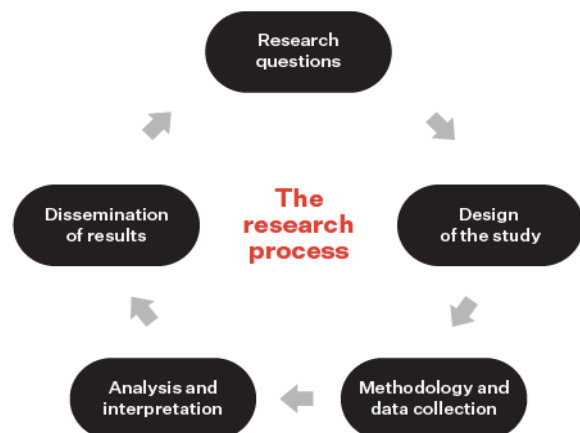 Research
questions
The
research
process
Design
of the study
Methodology and
data collection
Analysis and
interpretation
Dissemination
of results